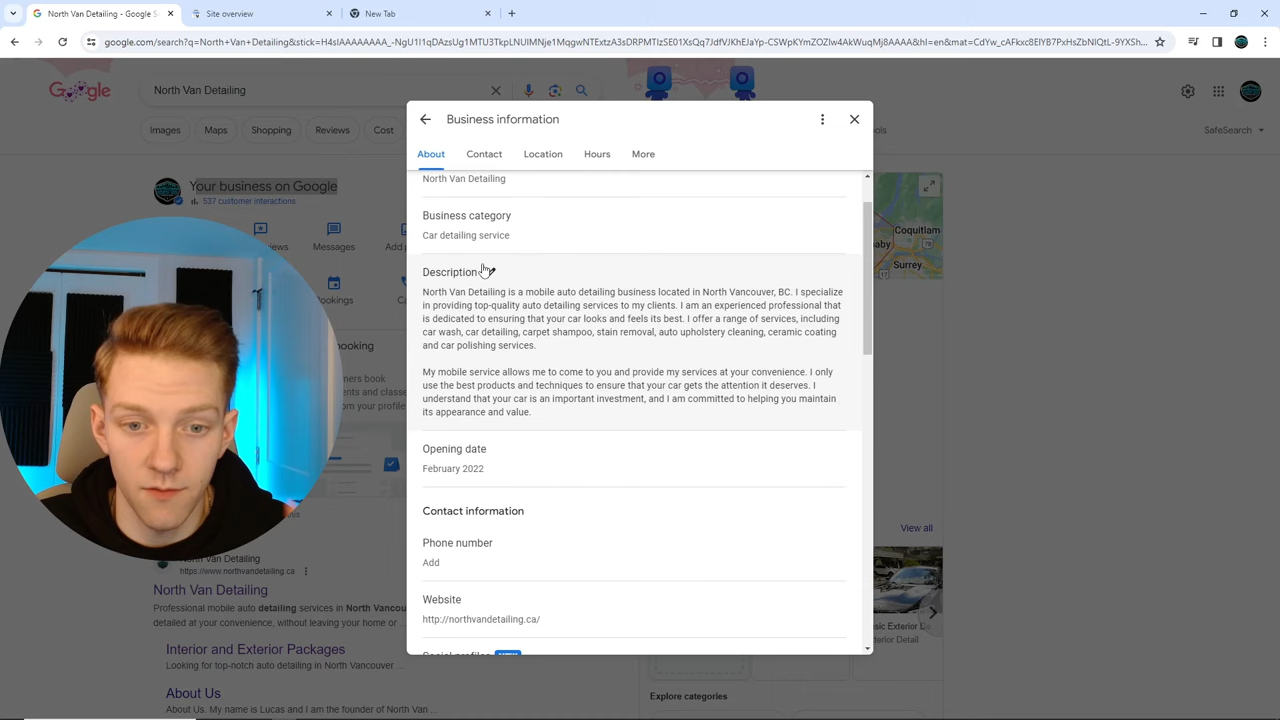 North Van Detailing - Google S
Site overview
New Tab
google.com/search?q=North+Van+Detailing&stick=
North Van Detailing
Google
Images
Maps
Shopping
Reviews
Cost
SafeSearch
Business information
About
Contact
Location
Hours
More
North Van Detailing
Your business on Google
537 customer interactions
Business category
Car detailing service
Messages
Description
North Van Detailing is a mobile auto detailing business located in North Vancouver, BC. I specialize
in providing top-quality auto detailing services to my clients. I am an experienced professional that
is dedicated to ensuring that your car looks and feels its best. I offer a range of services, including
car wash, car detailing, carpet shampoo, stain removal, auto upholstery cleaning, ceramic coating
and car polishing services.
My mobile service allows me to come to you and provide my services at your convenience. I only
use the best products and techniques to ensure that your car gets the attention it deserves. I
understand that your car is an important investment, and I am committed to helping you maintain
its appearance and value.
Opening date
February 2022
Contact information
Phone number
Add
Website
http://northvandetailing.ca/
NEW
Coquitlam
Surrey
View all
Exterior Detail
Explore categories
https://www.northvandetailing.ca
North Van Detailing
Professional mobile auto detailing services in North Vancou
detailed at your convenience, without leaving your home or ...
Interior and Exterior Packages
Looking for top-notch auto detailing in North Vancouver ...
About Us
About Us. My name is Lucas and I am the founder of North Van ...